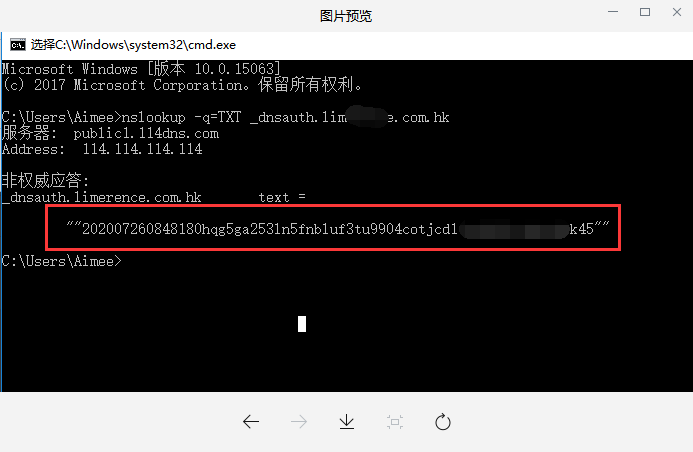 图片预览
选择C:\Windows\system32\cmd.exe
Microsoft Windows [版本 10.0.15063]
(c) 2017 Microsoft Corporation。保留所有权利。
C:\Users\Aimee>nslookup -q=TXT _dnsauth.lim e.com.hk
服务器: public1.114dns.com
Address: 114.114.114.114
非权威应答:
_dnsauth.limerence.com.hk text =
""202007260848180hqg5ga2531n5fnb1uf3tu9904cotjcd1 k45""
C:\Users\Aimee>